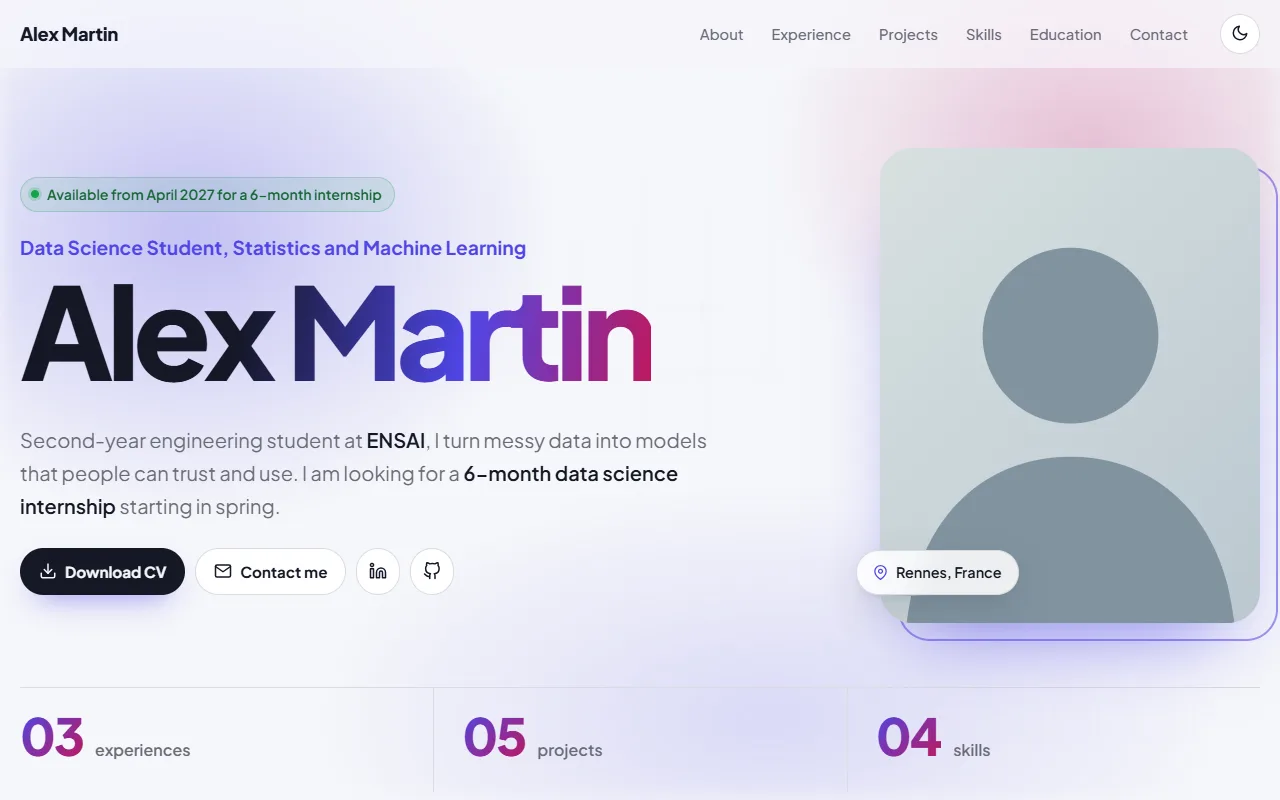 Alex Martin
About Experience Projects Skills Education Contact
Available from April 2027 for a 6-month internship
Data Science Student, Statistics and Machine Learning
Alex Martin
Second-year engineering student at ENSAI, I turn messy data into models
that people can trust and use. I am looking for a 6-month data science
internship starting in spring.
Download CV Contact me in
Rennes, France
03 experiences
05 projects
04 skills